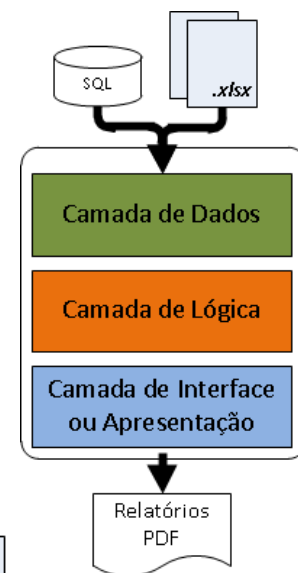 SQL
.xlsx
Camada de Dados
Camada de Lógica
Camada de Interface
ou Apresentação
Relatórios
PDF